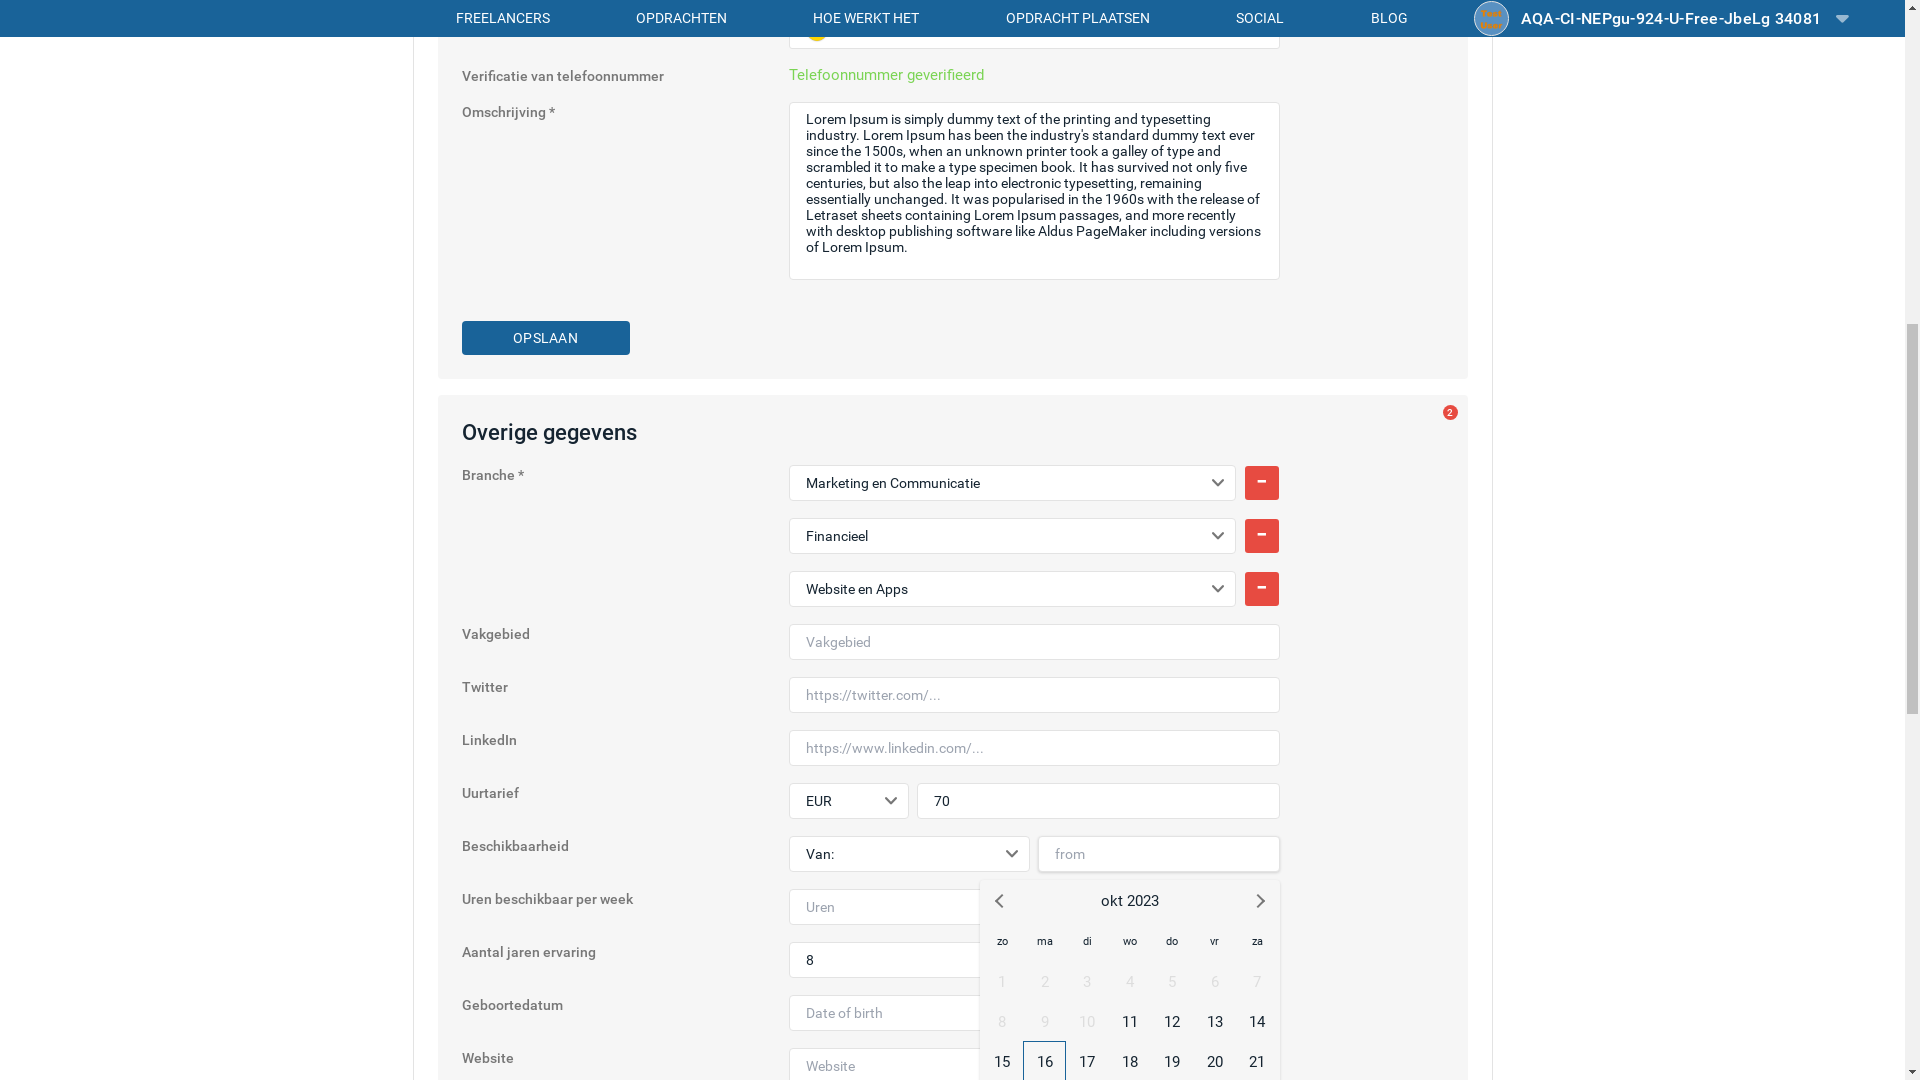 FREELANCERS OPDRACHTEN HOE WERKT HET OPDRACHT PLAATSEN SOCIAL BLOG AQA-CI-NEPgu-924-U-Free-JbeLg 34081
Verificatie van telefoonnummer Telefoonnummer geverifieerd
Omschrijving *
Lorem Ipsum is simply dummy text of the printing and typesetting
industry. Lorem Ipsum has been the industry's standard dummy text ever
since the 1500s, when an unknown printer took a galley of type and
scrambled it to make a type specimen book. It has survived not only five
centuries, but also the leap into electronic typesetting, remaining
essentially unchanged. It was popularised in the 1960s with the release of
Letraset sheets containing Lorem Ipsum passages, and more recently
with desktop publishing software like Aldus PageMaker including versions
of Lorem Ipsum.
OPSLAAN
2
Overige gegevens
Branche * Marketing en Communicatie -
Financieel -
Website en Apps -
Vakgebied Vakgebied
Twitter https://twitter.com/...
LinkedIn https://www.linkedin.com/...
Uurtarief EUR 70
Beschikbaarheid Van: from
Uren beschikbaar per week Uren
Aantal jaren ervaring 8
Geboortedatum Date of birth
Website Website
okt 2023
zo ma di wo do vr za
1 2 3 4 5 6 7
8 9 10 11 12 13 14
15 16 17 18 19 20 21